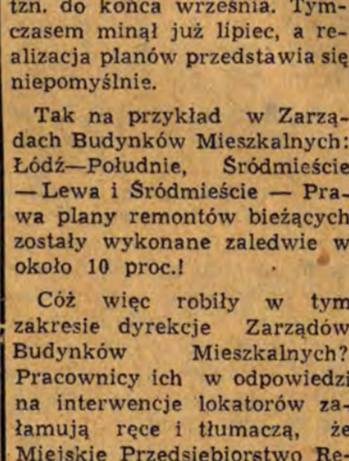 tzn. do końca września. Tym-
czasem minął już lipiec, a re-
alizacja planów przedstawia się
niepomyślnie.
Tak na przykład w Zarzą-
dach Budynków Mieszkalnych:
Łódź—Południe, Śródmieście
— Lewa i Śródmieście — Pra-
wa plany remontów bieżących
zostały wykonane zaledwie w
około 10 proc.!
Cóż więc robiły w tym
zakresie dyrekcje Zarządów
Budynków Mieszkalnych?
Pracownicy ich w odpowiedzi
na interwencje lokatorów za-
łamują ręce i tłumaczą, że
Miejskie Przedsiębiorstwo Re-